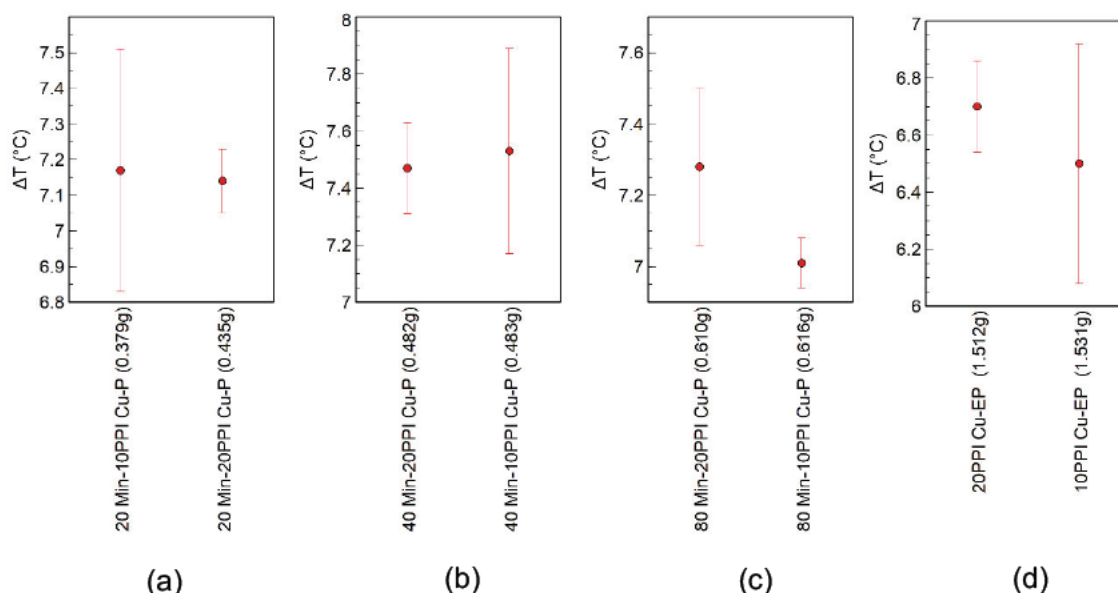 ΔT (°C)
7.5
7.4
7.3
7.2
7.1
7
6.9
6.8
20 Min-10PPI Cu-P (0.379g)
20 Min-20PPI Cu-P (0.435g)
(a)
ΔT (°C)
8
7.8
7.6
7.4
7.2
7
40 Min-20PPI Cu-P (0.482g)
40 Min-10PPI Cu-P (0.483g)
(b)
ΔT (°C)
7.6
7.4
7.2
7
80 Min-20PPI Cu-P (0.610g)
80 Min-10PPI Cu-P (0.616g)
(c)
ΔT (°C)
7
6.8
6.6
6.4
6.2
6
20PPI Cu-EP (1.512g)
10PPI Cu-EP (1.531g)
(d)